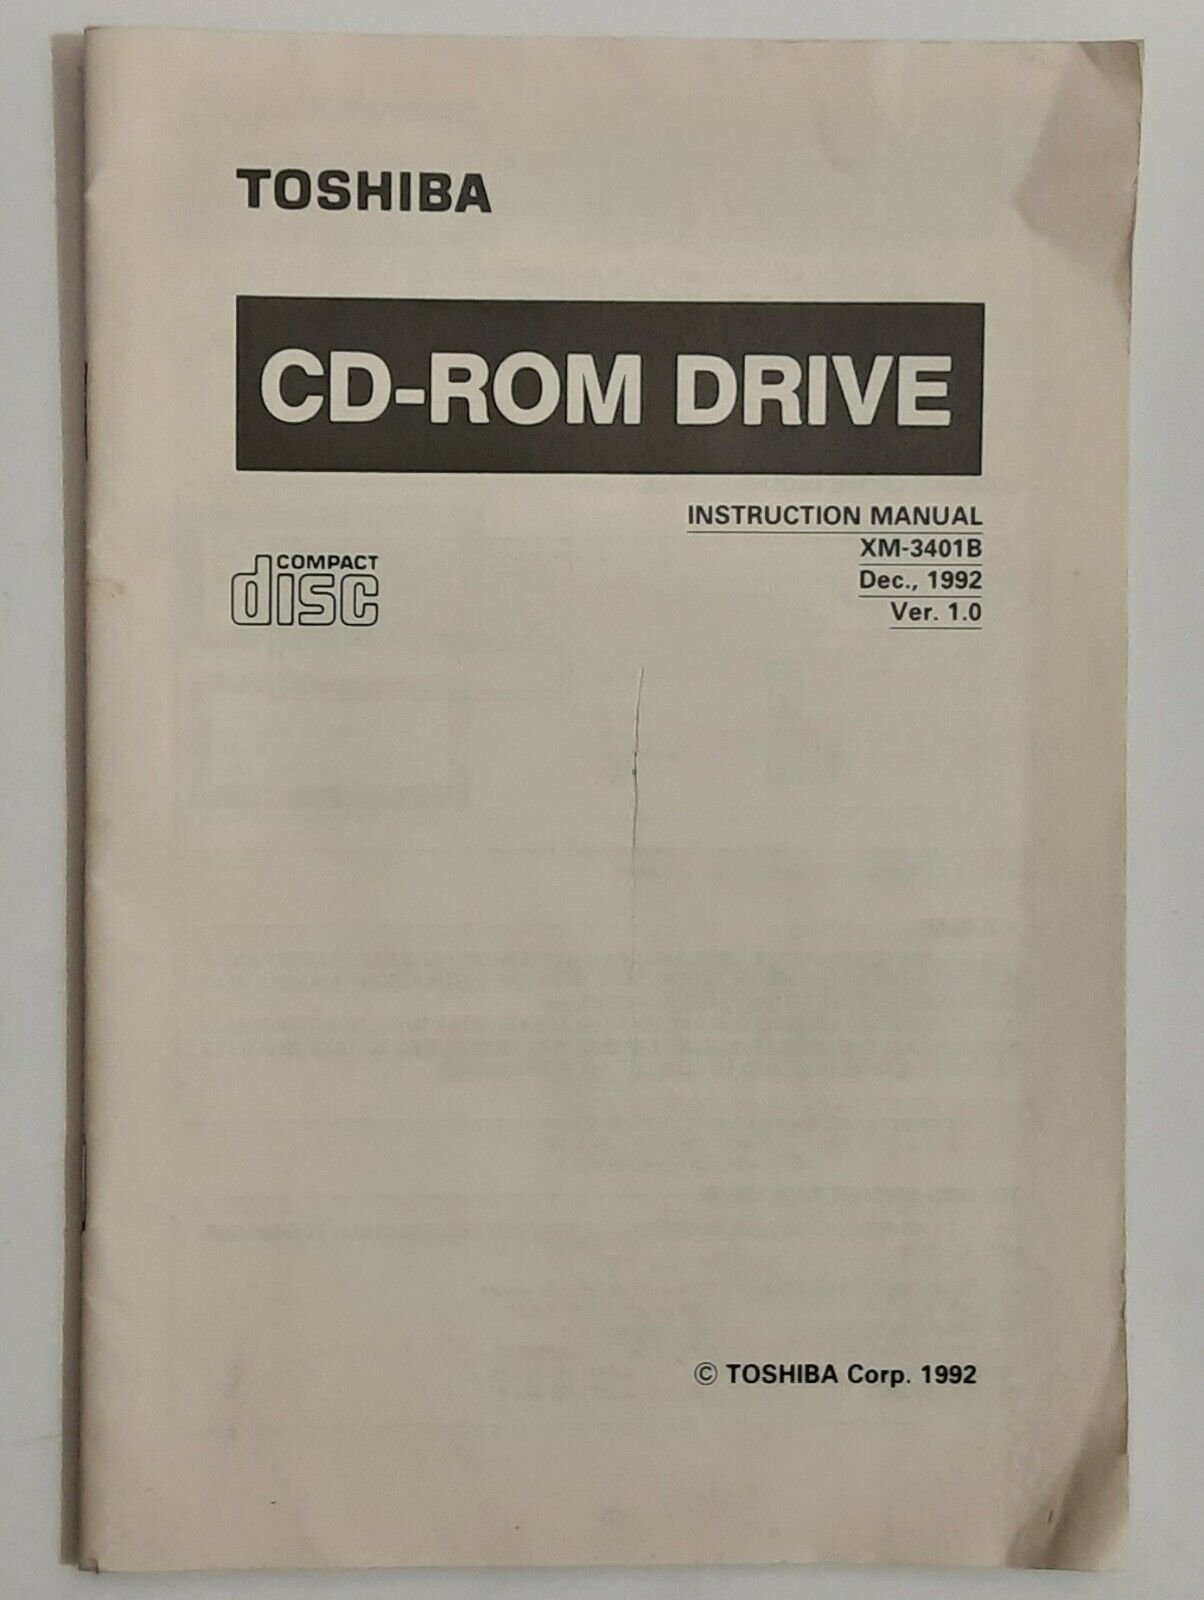 TOSHIBA
CD-ROM DRIVE
INSTRUCTION MANUAL
XM-3401B
Dec., 1992
Ver. 1.0
COMPACT
disc
© TOSHIBA Corp. 1992